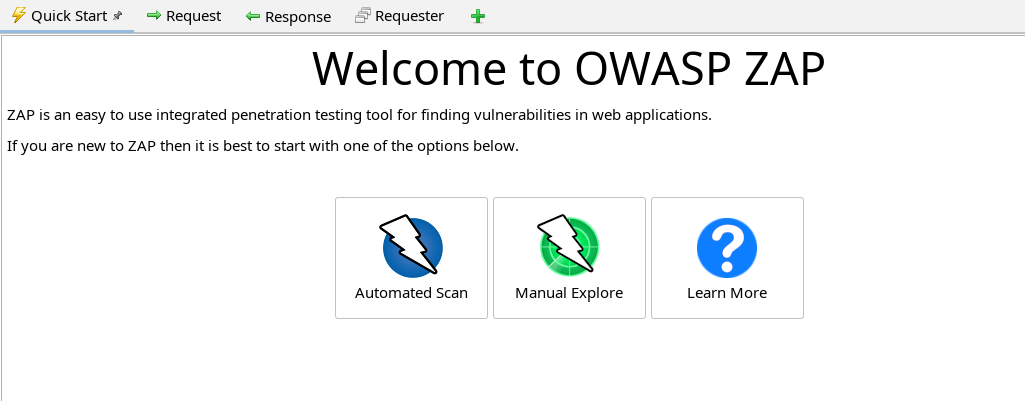 Quick Start Request Response Requester
Welcome to OWASP ZAP
ZAP is an easy to use integrated penetration testing tool for finding vulnerabilities in web applications.
If you are new to ZAP then it is best to start with one of the options below.
Automated Scan Manual Explore Learn More